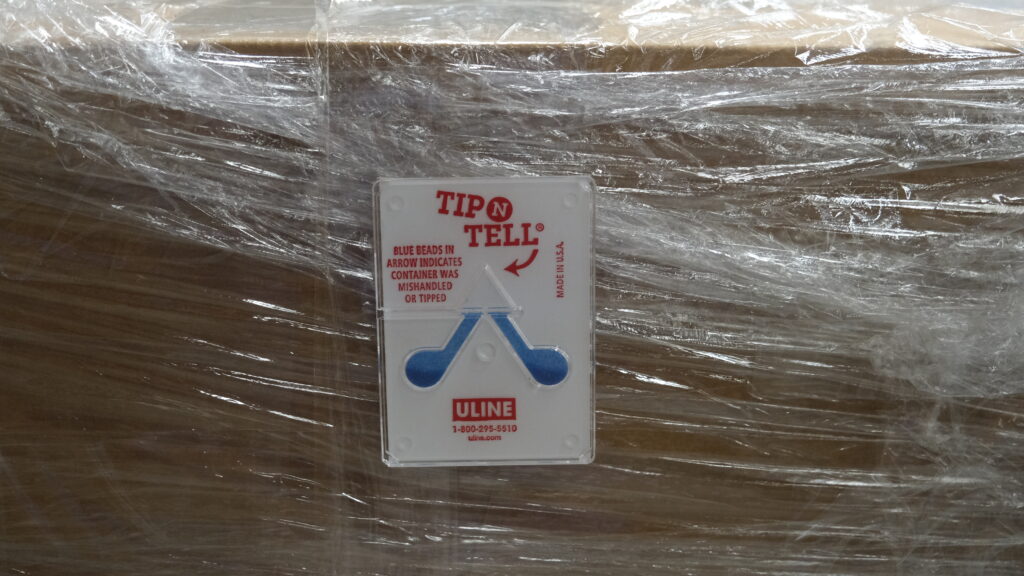 TIP N
TELL®
BLUE BEADS IN
ARROW INDICATES
CONTAINER WAS
MISHANDLED
OR TIPPED
MADE IN U.S.A.
ULINE
1-800-295-5510
uline.com